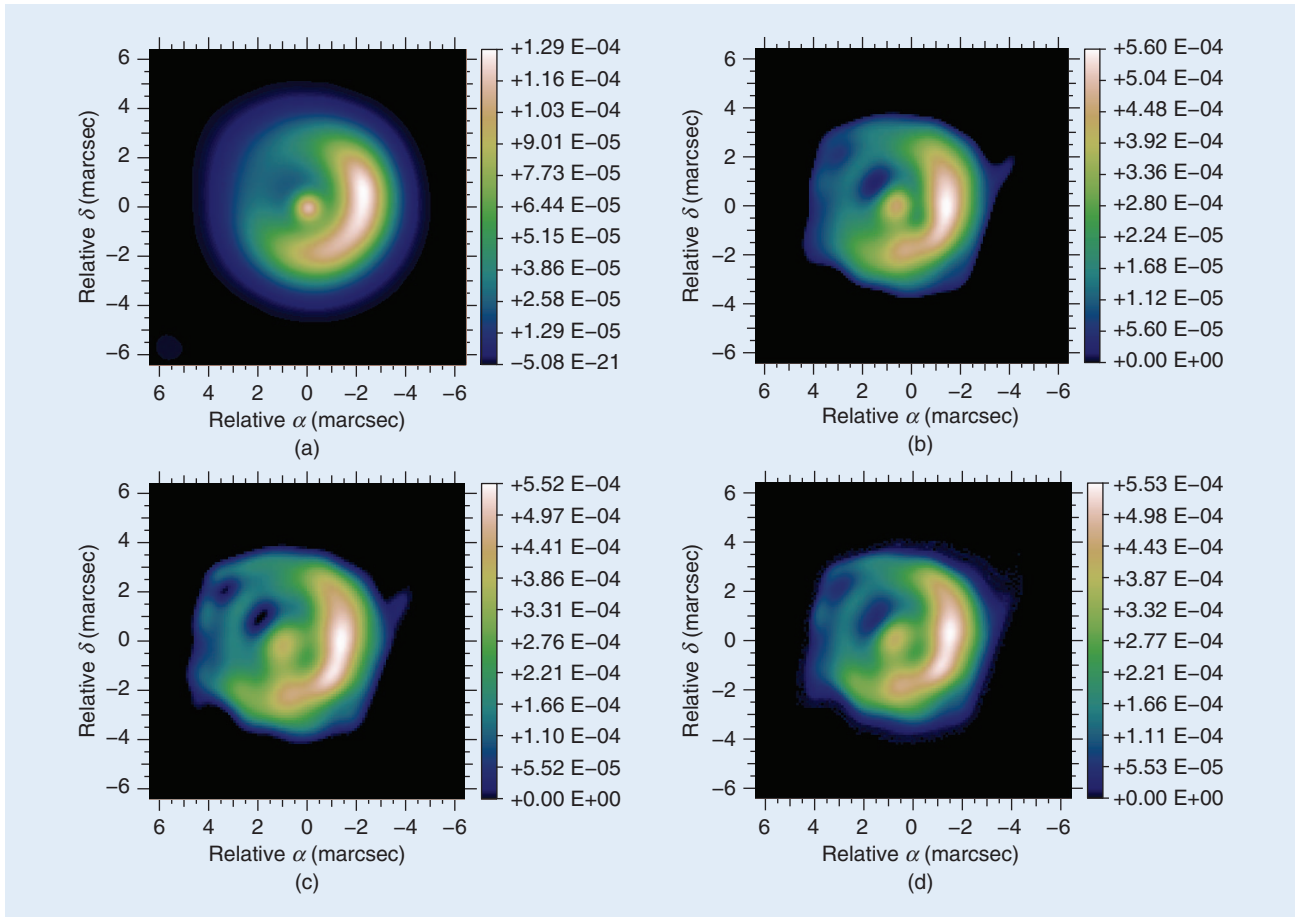 6
4
2
0
−2
−4
−6
Relative δ (marcsec)
6 4 2 0 −2 −4 −6
Relative α (marcsec)
(a)
+1.29 E−04
+1.16 E−04
+1.03 E−04
+9.01 E−05
+7.73 E−05
+6.44 E−05
+5.15 E−05
+3.86 E−05
+2.58 E−05
+1.29 E−05
−5.08 E−21
6
4
2
0
−2
−4
−6
Relative δ (marcsec)
6 4 2 0 −2 −4 −6
Relative α (marcsec)
(b)
+5.60 E−04
+5.04 E−04
+4.48 E−04
+3.92 E−04
+3.36 E−04
+2.80 E−04
+2.24 E−04
+1.68 E−04
+1.12 E−04
+5.60 E−05
+0.00 E+00
6
4
2
0
−2
−4
−6
Relative δ (marcsec)
6 4 2 0 −2 −4 −6
Relative α (marcsec)
(c)
+5.52 E−04
+4.97 E−04
+4.41 E−04
+3.86 E−04
+3.31 E−04
+2.76 E−04
+2.21 E−04
+1.66 E−04
+1.10 E−04
+5.52 E−05
+0.00 E+00
6
4
2
0
−2
−4
−6
Relative δ (marcsec)
6 4 2 0 −2 −4 −6
Relative α (marcsec)
(d)
+5.53 E−04
+4.98 E−04
+4.43 E−04
+3.87 E−04
+3.32 E−04
+2.77 E−04
+2.21 E−04
+1.66 E−04
+1.11 E−04
+5.53 E−05
+0.00 E+00